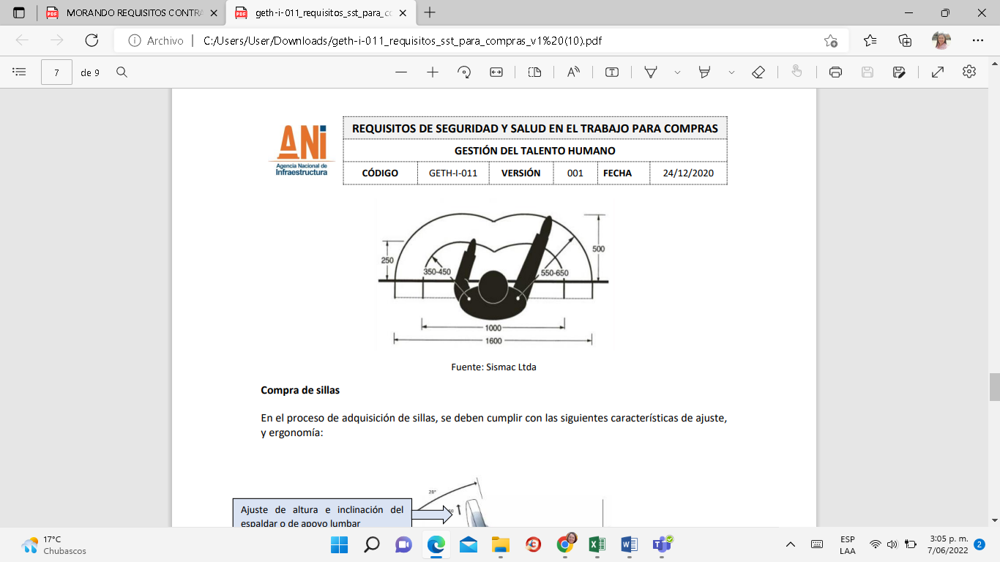 MORANDO REQUISITOS CONTRA
geth-i-011_requisitos_sst_para_co
Archivo
C:/Users/User/Downloads/geth-i-011_requisitos_sst_para_compras_v1%20(10).pdf
7
de 9
ANi
Agencia Nacional de
Infraestructura
REQUISITOS DE SEGURIDAD Y SALUD EN EL TRABAJO PARA COMPRAS
GESTIÓN DEL TALENTO HUMANO
CÓDIGO GETH-I-011 VERSIÓN 001 FECHA 24/12/2020
250
350-450
550-650
500
1000
1600
Fuente: Sismac Ltda
Compra de sillas
En el proceso de adquisición de sillas, se deben cumplir con las siguientes características de ajuste,
y ergonomía:
28°
Ajuste de altura e inclinación del
espaldar o de apoyo lumbar
17°C
Chubascos
ESP
LAA
3:05 p. m.
7/06/2022
2